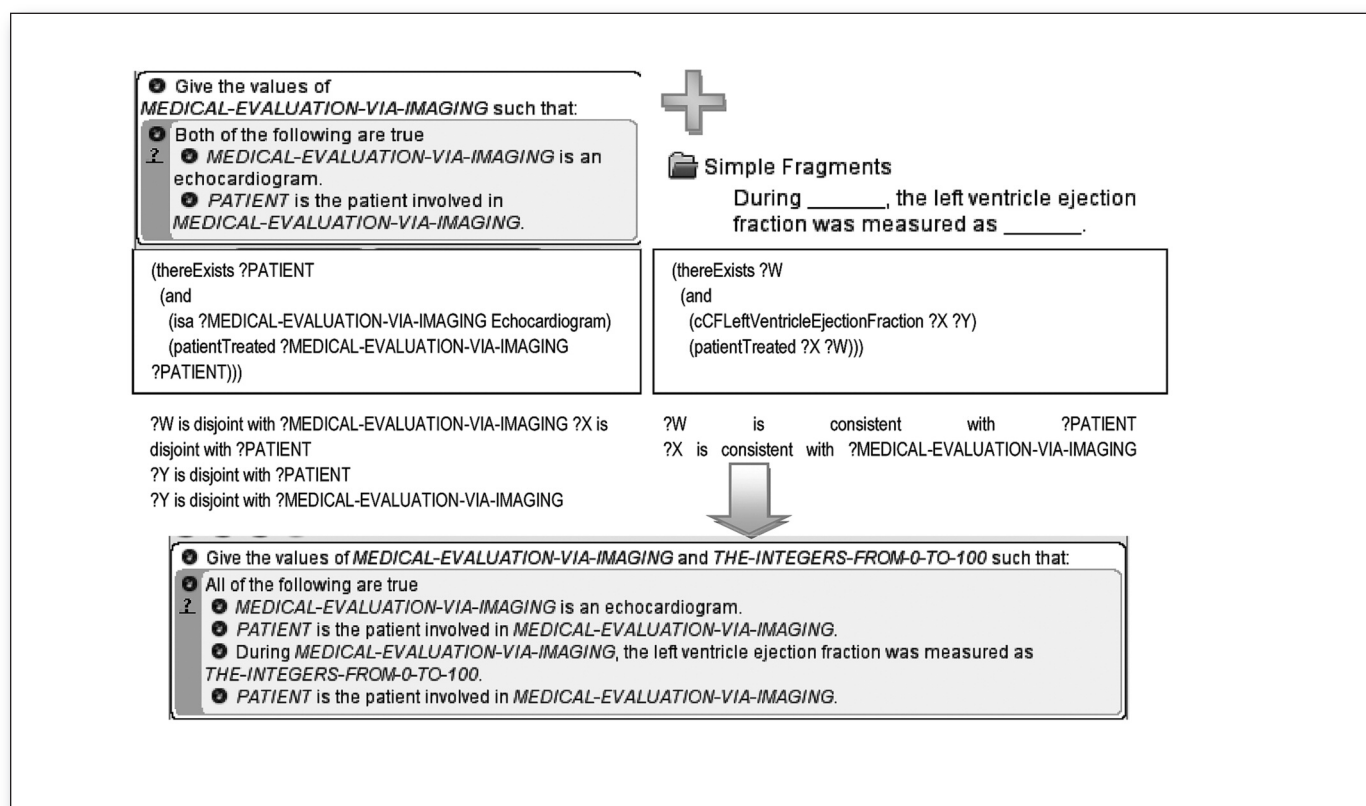 Give the values of
MEDICAL-EVALUATION-VIA-IMAGING such that:
Both of the following are true
? MEDICAL-EVALUATION-VIA-IMAGING is an
echocardiogram.
PATIENT is the patient involved in
MEDICAL-EVALUATION-VIA-IMAGING.
Simple Fragments
During _______, the left ventricle ejection
fraction was measured as _______.
(thereExists ?PATIENT
(and
(isa ?MEDICAL-EVALUATION-VIA-IMAGING Echocardiogram)
(patientTreated ?MEDICAL-EVALUATION-VIA-IMAGING
?PATIENT)))
(thereExists ?W
(and
(cCFLeftVentricleEjectionFraction ?X ?Y)
(patientTreated ?X ?W)))
?W is disjoint with ?MEDICAL-EVALUATION-VIA-IMAGING ?X is
disjoint with ?PATIENT
?Y is disjoint with ?PATIENT
?Y is disjoint with ?MEDICAL-EVALUATION-VIA-IMAGING
?W is consistent with ?PATIENT
?X is consistent with ?MEDICAL-EVALUATION-VIA-IMAGING
Give the values of MEDICAL-EVALUATION-VIA-IMAGING and THE-INTEGERS-FROM-0-TO-100 such that:
All of the following are true
? MEDICAL-EVALUATION-VIA-IMAGING is an echocardiogram.
PATIENT is the patient involved in MEDICAL-EVALUATION-VIA-IMAGING.
During MEDICAL-EVALUATION-VIA-IMAGING, the left ventricle ejection fraction was measured as
THE-INTEGERS-FROM-0-TO-100.
PATIENT is the patient involved in MEDICAL-EVALUATION-VIA-IMAGING.